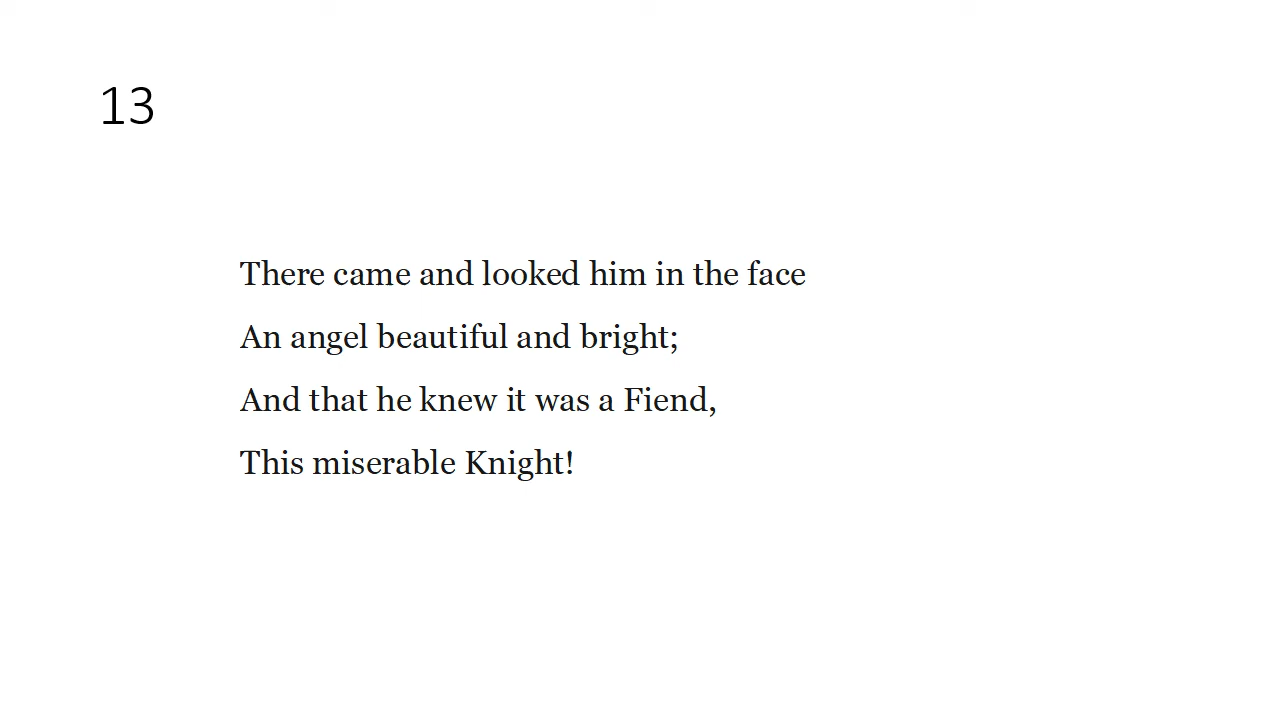 13
There came and looked him in the face
An angel beautiful and bright;
And that he knew it was a Fiend,
This miserable Knight!